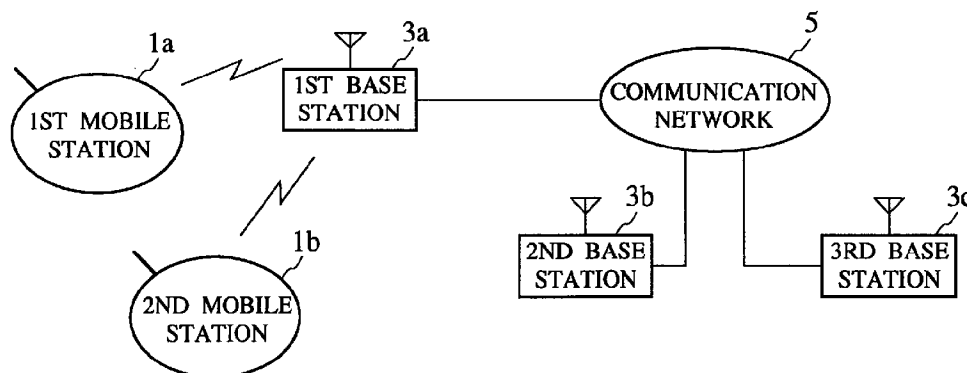 1a
3a
5
1ST MOBILE
STATION
1ST BASE
STATION
COMMUNICATION
NETWORK
1b
2ND MOBILE
STATION
3b
2ND BASE
STATION
3c
3RD BASE
STATION